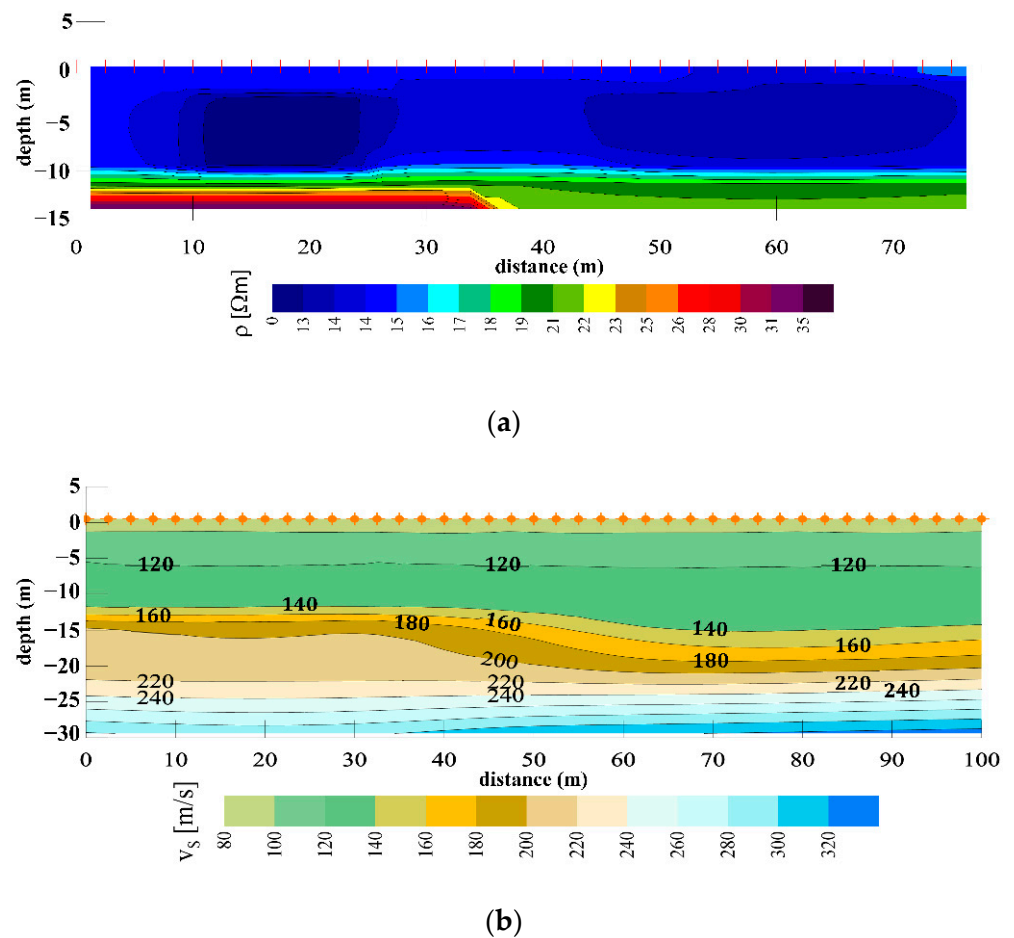 5
0
−5
−10
−15
depth (m)
0 10 20 30 40 50 60 70
distance (m)
ρ [Ωm]
0 13 14 14 15 16 17 18 19 21 22 23 25 26 28 30 31 35
(a)
5
0
−5
−10
−15
−20
−25
−30
depth (m)
120 120 120
140 140
160 160 160
180 180
200
220 220 220
240 240 240
0 10 20 30 40 50 60 70 80 90 100
distance (m)
vS [m/s]
80 100 120 140 160 180 200 220 240 260 280 300 320
(b)